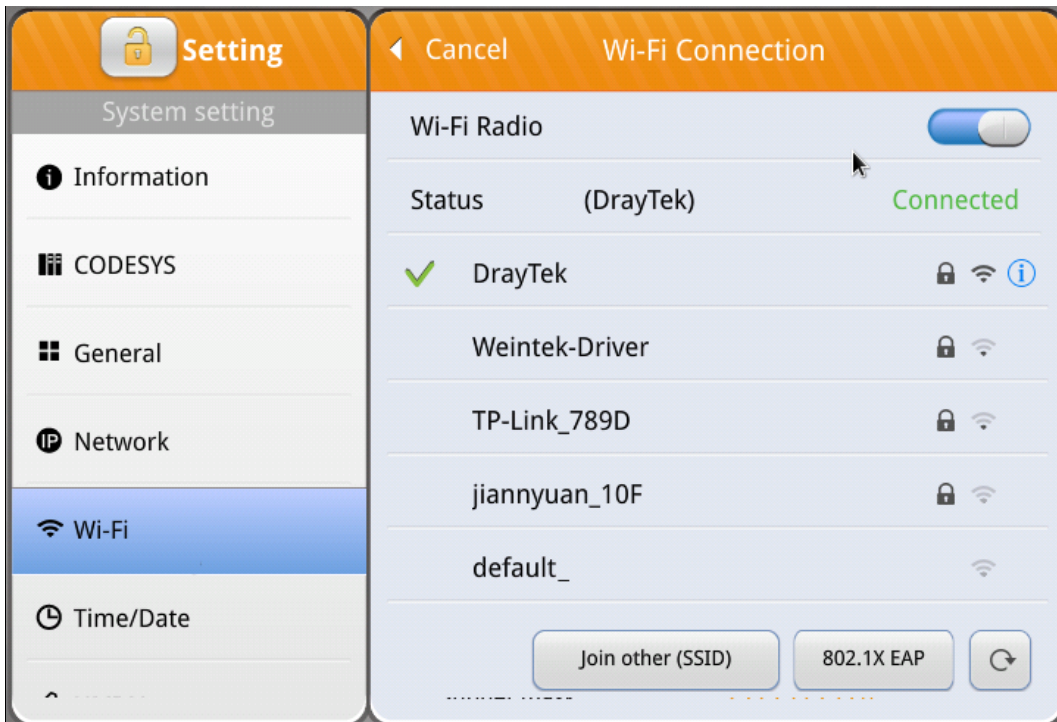 Setting
System setting
Information
CODESYS
General
Network
Wi-Fi
Time/Date
Cancel
Wi-Fi Connection
Wi-Fi Radio
Status (DrayTek) Connected
DrayTek
Weintek-Driver
TP-Link_789D
jiannyuan_10F
default_
Join other (SSID) 802.1X EAP